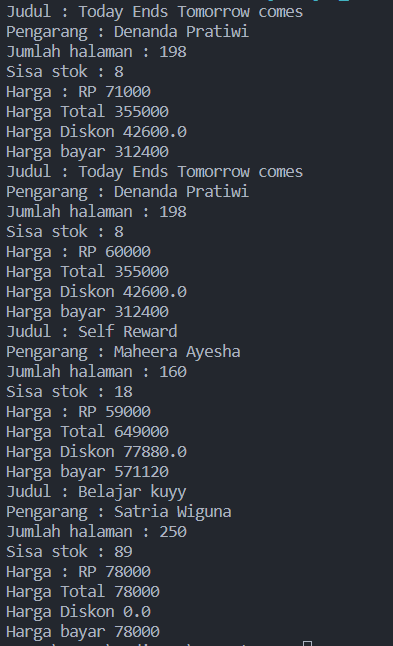 Judul : Today Ends Tomorrow comes
Pengarang : Denanda Pratiwi
Jumlah halaman : 198
Sisa stok : 8
Harga : RP 71000
Harga Total 355000
Harga Diskon 42600.0
Harga bayar 312400
Judul : Today Ends Tomorrow comes
Pengarang : Denanda Pratiwi
Jumlah halaman : 198
Sisa stok : 8
Harga : RP 60000
Harga Total 355000
Harga Diskon 42600.0
Harga bayar 312400
Judul : Self Reward
Pengarang : Maheera Ayesha
Jumlah halaman : 160
Sisa stok : 18
Harga : RP 59000
Harga Total 649000
Harga Diskon 77880.0
Harga bayar 571120
Judul : Belajar kuyy
Pengarang : Satria Wiguna
Jumlah halaman : 250
Sisa stok : 89
Harga : RP 78000
Harga Total 78000
Harga Diskon 0.0
Harga bayar 78000